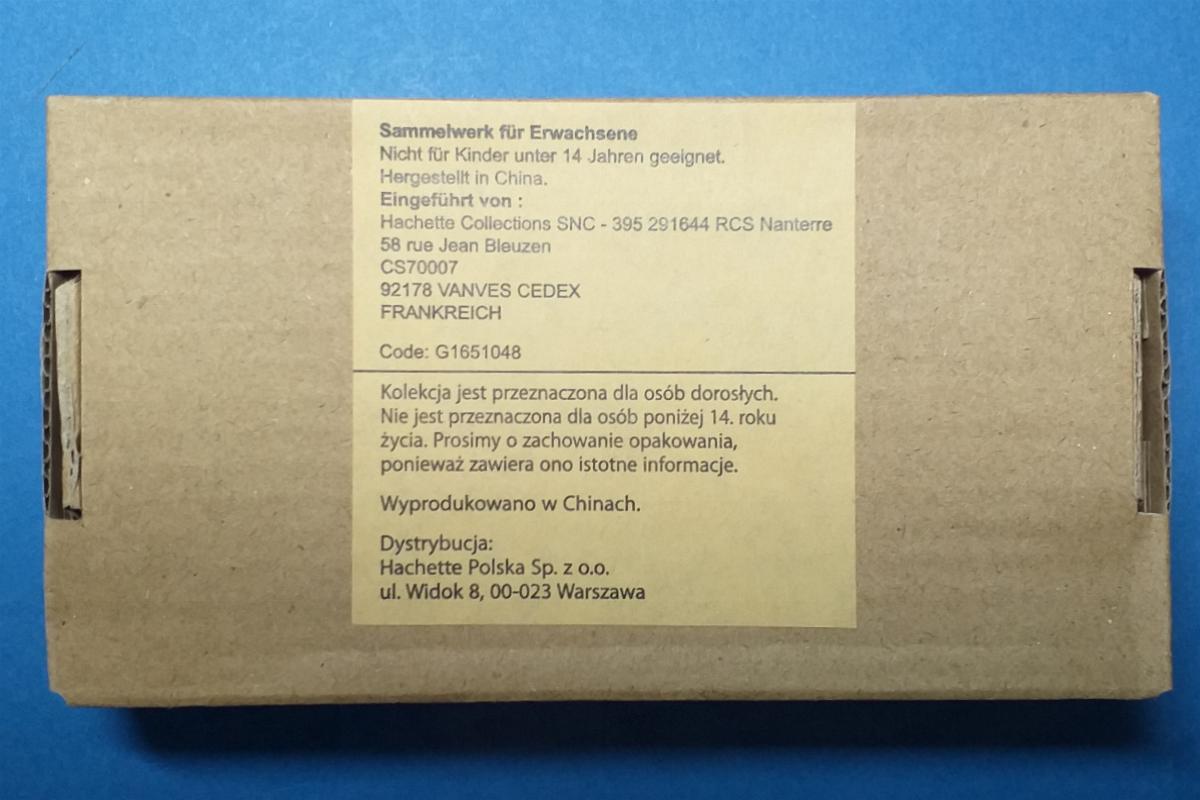 Sammelwerk für Erwachsene
Nicht für Kinder unter 14 Jahren geeignet.
Hergestellt in China.
Eingeführt von :
Hachette Collections SNC - 395 291644 RCS Nanterre
58 rue Jean Bleuzen
CS70007
92178 VANVES CEDEX
FRANKREICH
Code: G1651048
Kolekcja jest przeznaczona dla osób dorosłych.
Nie jest przeznaczona dla osób poniżej 14. roku
życia. Prosimy o zachowanie opakowania,
ponieważ zawiera ono istotne informacje.
Wyprodukowano w Chinach.
Dystrybucja:
Hachette Polska Sp. z o.o.
ul. Widok 8, 00-023 Warszawa